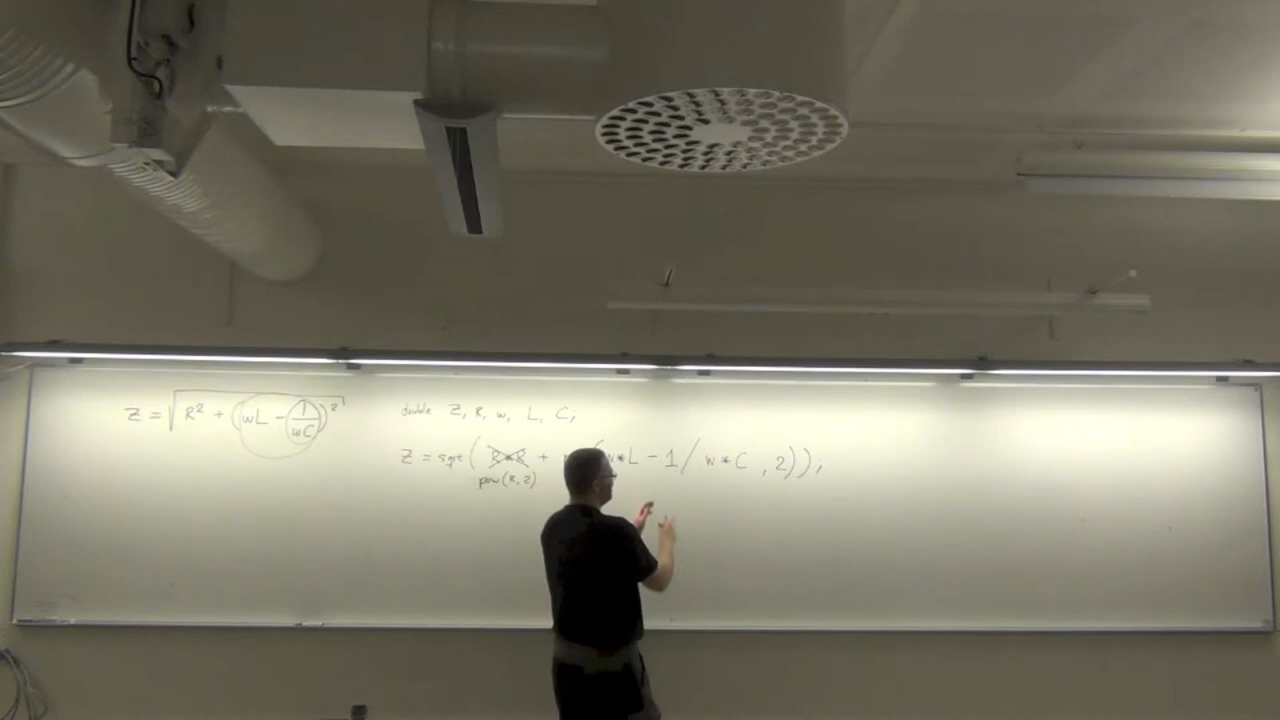 Z = √R² + (wL - 1/wC)²
double Z, R, w, L, C;
Z = sqrt( R*R + w*L - 1/ w*C , 2));
pow(R,2)